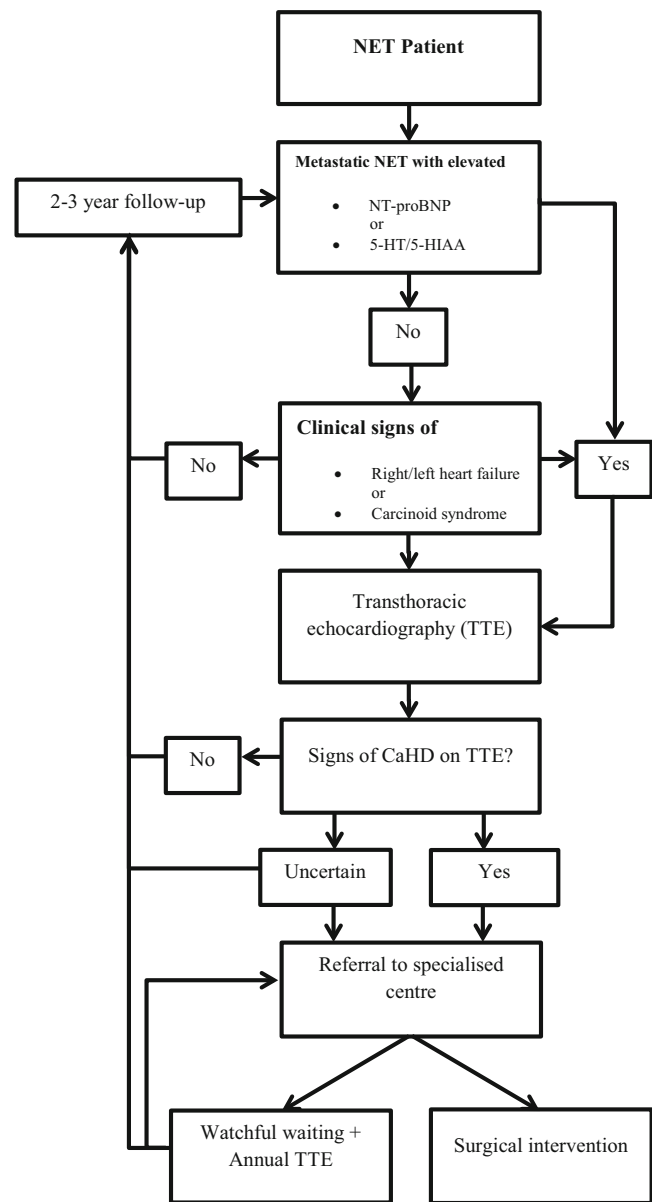 NET Patient
Metastatic NET with elevated
• NT-proBNP
or
• 5-HT/5-HIAA
2-3 year follow-up
No
Clinical signs of
• Right/left heart failure
or
• Carcinoid syndrome
No
Yes
Transthoracic
echocardiography (TTE)
Signs of CaHD on TTE?
No
Uncertain
Yes
Referral to specialised
centre
Watchful waiting +
Annual TTE
Surgical intervention